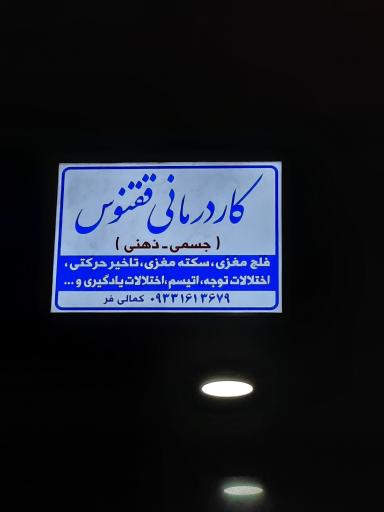 کاردرمانی ققنوس
( جسمی - ذهنی )
فلج مغزی، سکته مغزی، تاخیر حرکتی،
اختلالات توجه، اتیسم، اختلالات یادگیری و ...
۰۹۳۳۱۶۱۳۶۷۹ کمالی فر